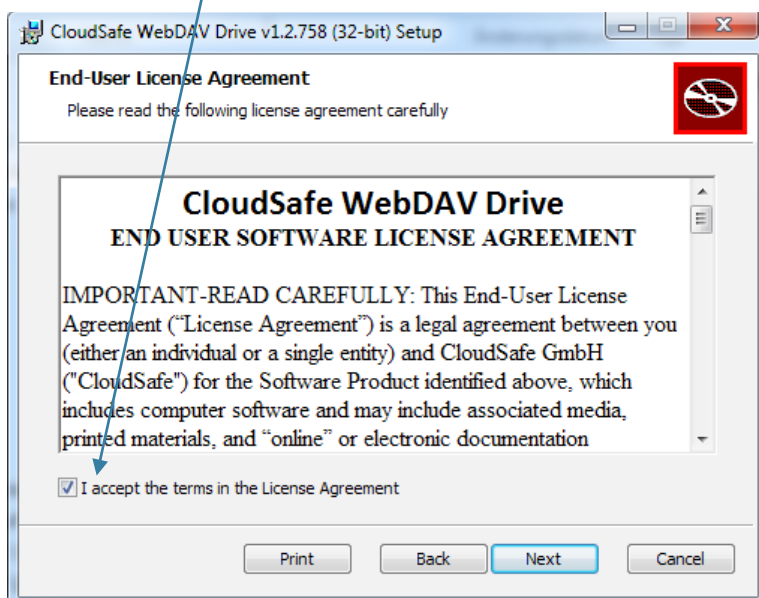 CloudSafe WebDAV Drive v1.2.758 (32-bit) Setup
End-User License Agreement
Please read the following license agreement carefully
CloudSafe WebDAV Drive
END USER SOFTWARE LICENSE AGREEMENT
IMPORTANT-READ CAREFULLY: This End-User License
Agreement (“License Agreement”) is a legal agreement between you
(either an individual or a single entity) and CloudSafe GmbH
("CloudSafe") for the Software Product identified above, which
includes computer software and may include associated media,
printed materials, and “online” or electronic documentation
I accept the terms in the License Agreement
Print Back Next Cancel